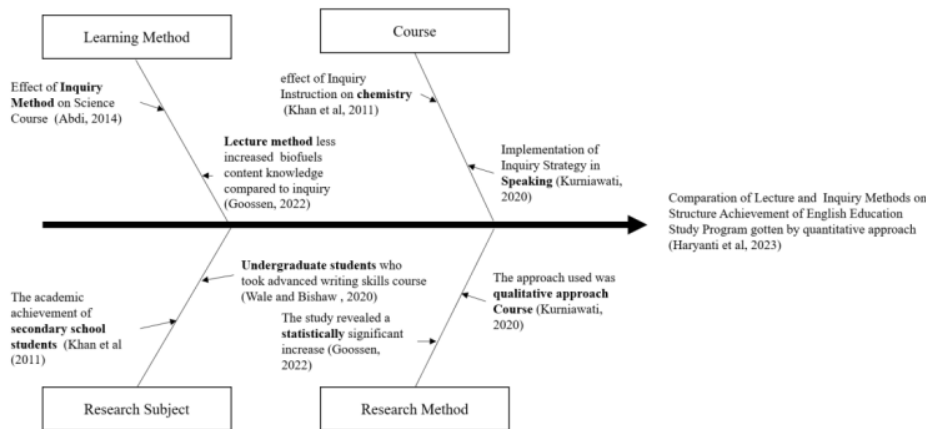 Learning Method
Course
Effect of Inquiry
Method on Science
Course (Abdi, 2014)
effect of Inquiry
Instruction on chemistry
(Khan et al, 2011)
Lecture method less
increased biofuels
content knowledge
compared to inquiry
(Goossen, 2022)
Implementation of
Inquiry Strategy in
Speaking (Kurniawati,
2020)
Comparation of Lecture and Inquiry Methods on
Structure Achievement of English Education
Study Program gotten by quantitative approach
(Haryanti et al, 2023)
Undergraduate students who
took advanced writing skills course
(Wale and Bishaw , 2020)
The approach used was
qualitative approach
Course (Kurniawati,
2020)
The academic
achievement of
secondary school
students (Khan et al
(2011)
The study revealed a
statistically significant
increase (Goossen,
2022)
Research Subject
Research Method